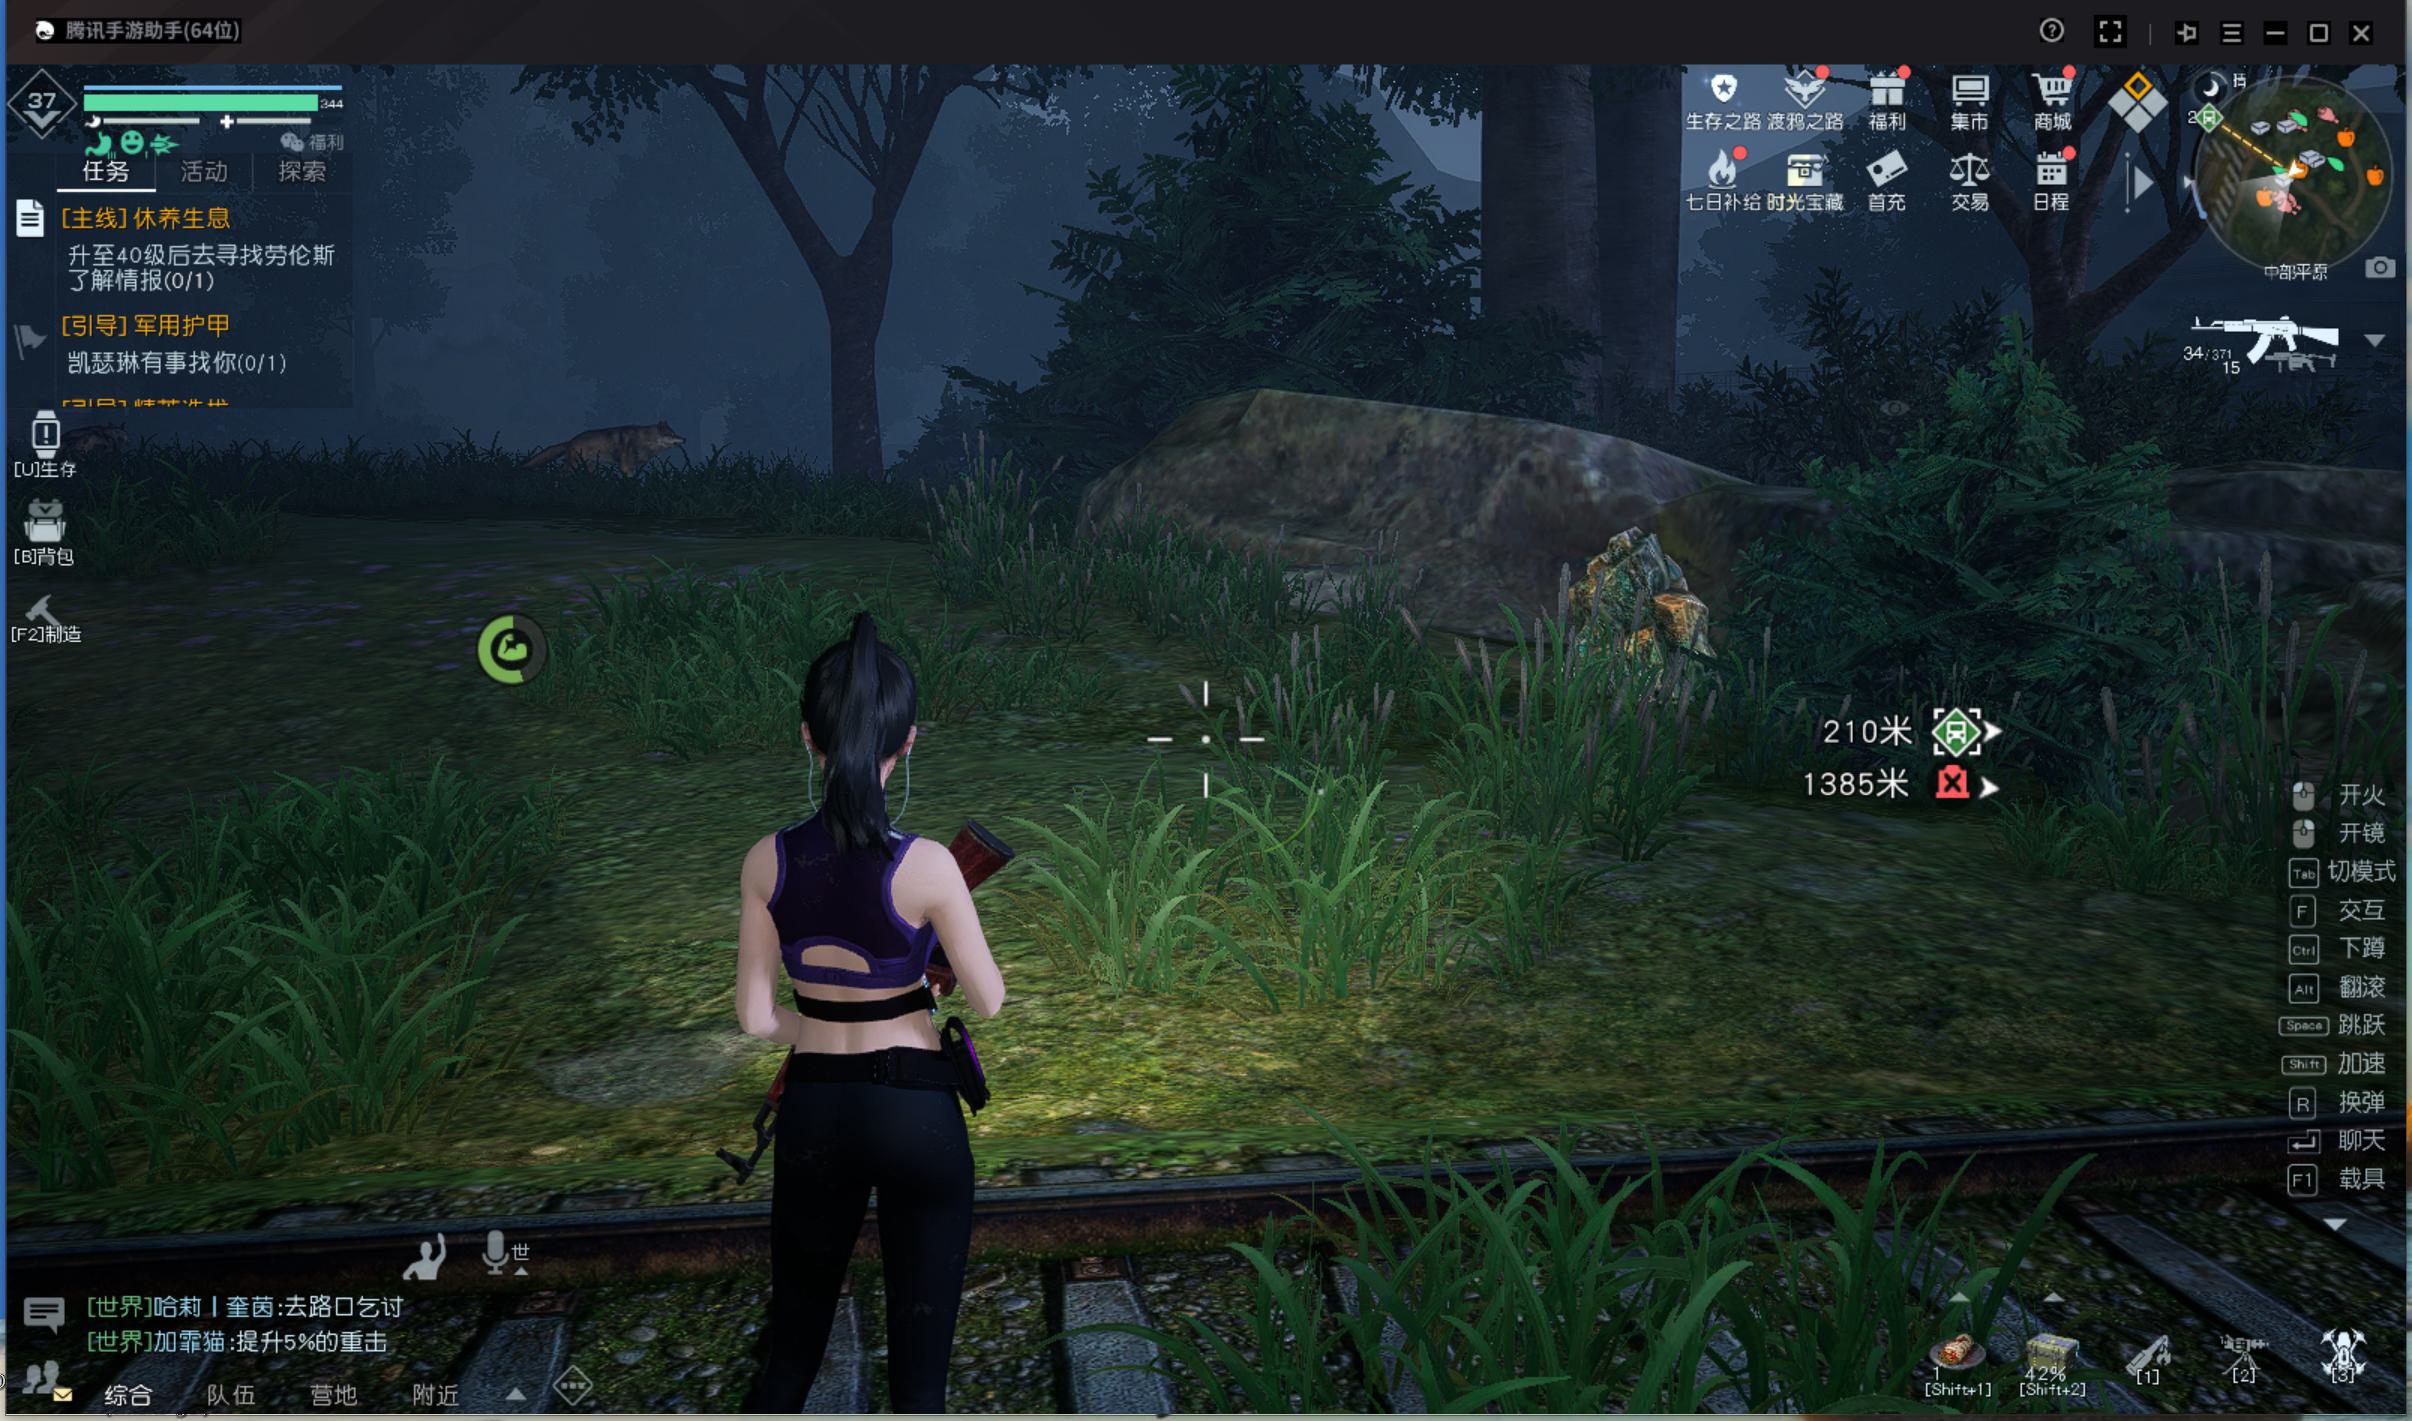 腾讯手游助手(64位)
37
344
福利
任务
活动
探索
[主线] 休养生息
升至40级后去寻找劳伦斯
了解情报(0/1)
[引导] 军用护甲
凯瑟琳有事找你(0/1)
[U]生存
[B]背包
[F2]制造
生存之路
渡鸦之路
福利
集市
商城
七日补给
时光宝藏
首充
交易
日程
晴
中部平原
34/371
15
210米
1385米
开火
开镜
Tab 切模式
F 交互
Ctrl 下蹲
Alt 翻滚
Space 跳跃
Shift 加速
R 换弹
聊天
F1 载具
世
[世界]哈莉丨奎茵:去路口乞讨
[世界]加霏猫:提升5%的重击
综合
队伍
营地
附近
1
[Shift+1]
42%
[Shift+2]
[1]
[2]
[3]